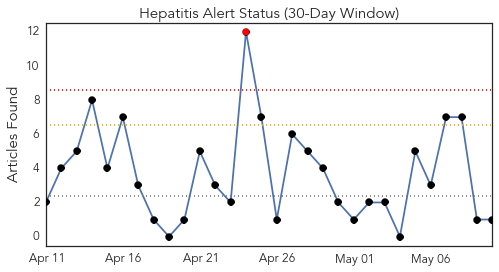 Hepatitis Alert Status (30-Day Window)
Articles Found
12
10
8
6
4
2
0
Apr 11
Apr 16
Apr 21
Apr 26
May 01
May 06